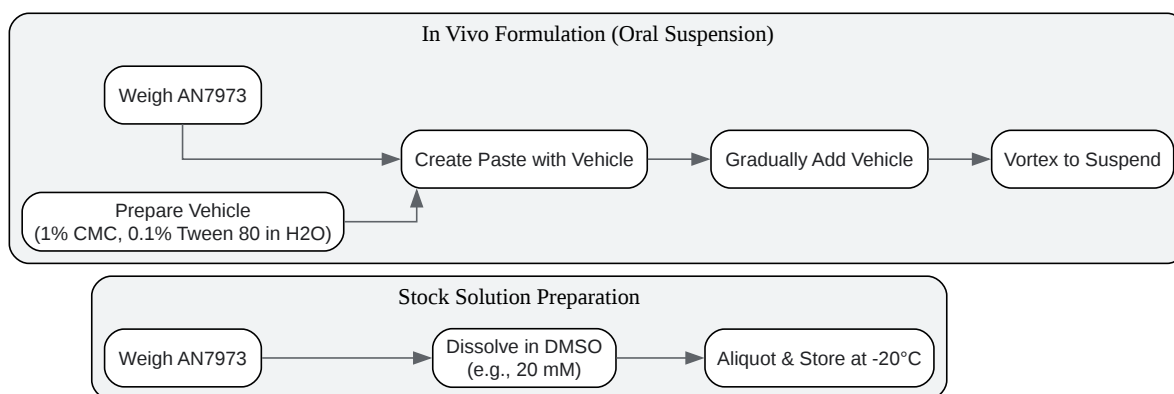 In Vivo Formulation (Oral Suspension)
Weigh AN7973
Create Paste with Vehicle
Gradually Add Vehicle
Vortex to Suspend
Prepare Vehicle
(1% CMC, 0.1% Tween 80 in H2O)
Stock Solution Preparation
Weigh AN7973
Dissolve in DMSO
(e.g., 20 mM)
Aliquot & Store at -20°C